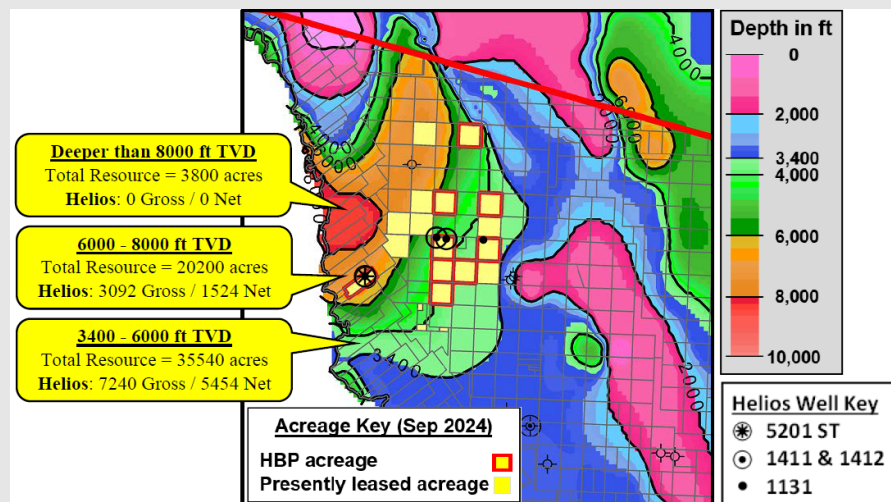 Deeper than 8000 ft TVD
Total Resource = 3800 acres
Helios: 0 Gross / 0 Net
6000 - 8000 ft TVD
Total Resource = 20200 acres
Helios: 3092 Gross / 1524 Net
3400 - 6000 ft TVD
Total Resource = 35540 acres
Helios: 7240 Gross / 5454 Net
4000
4000
6000
3400
2000
Acreage Key (Sep 2024)
HBP acreage
Presently leased acreage
Depth in ft
0
2,000
3,400
4,000
6,000
8,000
10,000
Helios Well Key
5201 ST
1411 & 1412
1131